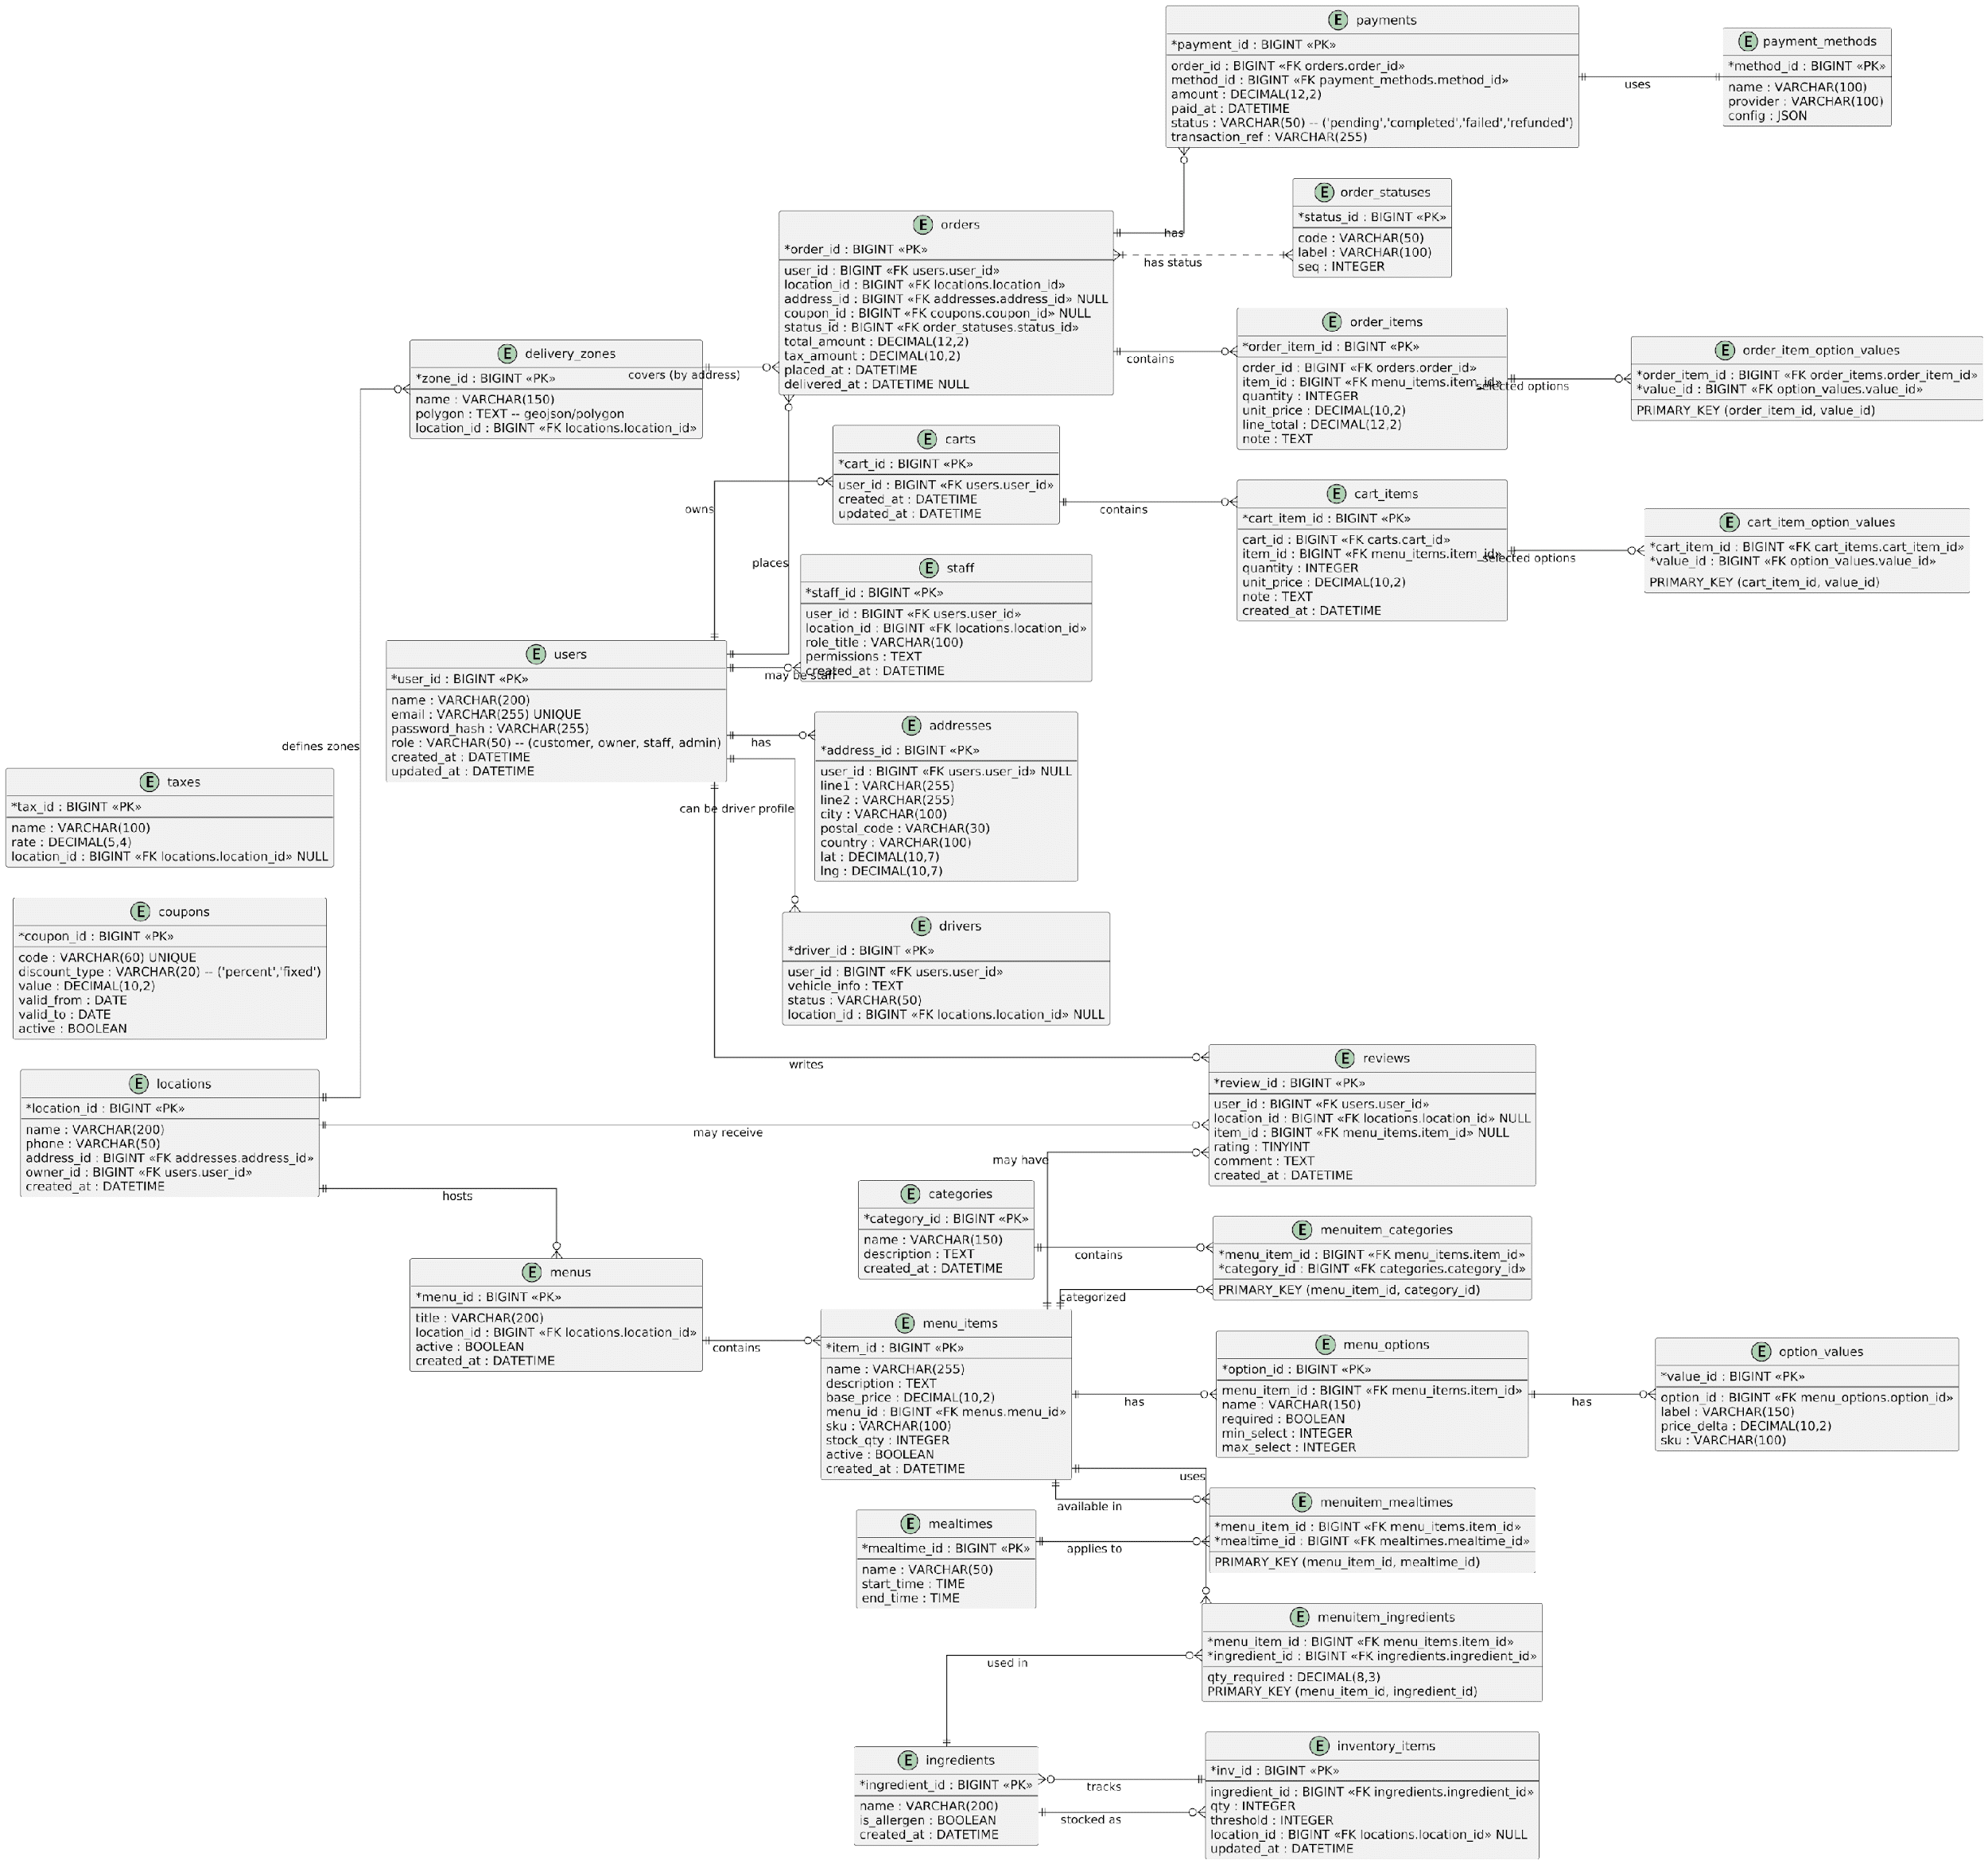 E payments
*payment_id : BIGINT «PK»
order_id : BIGINT «FK orders.order_id»
method_id : BIGINT «FK payment_methods.method_id»
amount : DECIMAL(12,2)
paid_at : DATETIME
status : VARCHAR(50) -- ('pending','completed','failed','refunded')
transaction_ref : VARCHAR(255)
uses
E payment_methods
*method_id : BIGINT «PK»
name : VARCHAR(100)
provider : VARCHAR(100)
config : JSON
E order_statuses
*status_id : BIGINT «PK»
code : VARCHAR(50)
label : VARCHAR(100)
seq : INTEGER
E orders
*order_id : BIGINT «PK»
user_id : BIGINT «FK users.user_id»
location_id : BIGINT «FK locations.location_id»
address_id : BIGINT «FK addresses.address_id» NULL
coupon_id : BIGINT «FK coupons.coupon_id» NULL
status_id : BIGINT «FK order_statuses.status_id»
total_amount : DECIMAL(12,2)
tax_amount : DECIMAL(10,2)
placed_at : DATETIME
delivered_at : DATETIME NULL
has
has status
contains
E order_items
*order_item_id : BIGINT «PK»
order_id : BIGINT «FK orders.order_id»
item_id : BIGINT «FK menu_items.item_id»
quantity : INTEGER
unit_price : DECIMAL(10,2)
line_total : DECIMAL(12,2)
note : TEXT
selected options
E order_item_option_values
*order_item_id : BIGINT «FK order_items.order_item_id»
*value_id : BIGINT «FK option_values.value_id»
PRIMARY_KEY (order_item_id, value_id)
E delivery_zones
*zone_id : BIGINT «PK»
name : VARCHAR(150)
polygon : TEXT -- geojson/polygon
location_id : BIGINT «FK locations.location_id»
covers (by address)
E carts
*cart_id : BIGINT «PK»
user_id : BIGINT «FK users.user_id»
created_at : DATETIME
updated_at : DATETIME
owns
contains
E cart_items
*cart_item_id : BIGINT «PK»
cart_id : BIGINT «FK carts.cart_id»
item_id : BIGINT «FK menu_items.item_id»
quantity : INTEGER
unit_price : DECIMAL(10,2)
note : TEXT
created_at : DATETIME
selected options
E cart_item_option_values
*cart_item_id : BIGINT «FK cart_items.cart_item_id»
*value_id : BIGINT «FK option_values.value_id»
PRIMARY_KEY (cart_item_id, value_id)
places
E staff
*staff_id : BIGINT «PK»
user_id : BIGINT «FK users.user_id»
location_id : BIGINT «FK locations.location_id»
role_title : VARCHAR(100)
permissions : TEXT
created_at : DATETIME
may be staff
E users
*user_id : BIGINT «PK»
name : VARCHAR(200)
email : VARCHAR(255) UNIQUE
password_hash : VARCHAR(255)
role : VARCHAR(50) -- (customer, owner, staff, admin)
created_at : DATETIME
updated_at : DATETIME
has
E addresses
*address_id : BIGINT «PK»
user_id : BIGINT «FK users.user_id» NULL
line1 : VARCHAR(255)
line2 : VARCHAR(255)
city : VARCHAR(100)
postal_code : VARCHAR(30)
country : VARCHAR(100)
lat : DECIMAL(10,7)
lng : DECIMAL(10,7)
defines zones
can be driver profile
E taxes
*tax_id : BIGINT «PK»
name : VARCHAR(100)
rate : DECIMAL(5,4)
location_id : BIGINT «FK locations.location_id» NULL
E coupons
*coupon_id : BIGINT «PK»
code : VARCHAR(60) UNIQUE
discount_type : VARCHAR(20) -- ('percent','fixed')
value : DECIMAL(10,2)
valid_from : DATE
valid_to : DATE
active : BOOLEAN
E drivers
*driver_id : BIGINT «PK»
user_id : BIGINT «FK users.user_id»
vehicle_info : TEXT
status : VARCHAR(50)
location_id : BIGINT «FK locations.location_id» NULL
writes
E reviews
*review_id : BIGINT «PK»
user_id : BIGINT «FK users.user_id»
location_id : BIGINT «FK locations.location_id» NULL
item_id : BIGINT «FK menu_items.item_id» NULL
rating : TINYINT
comment : TEXT
created_at : DATETIME
E locations
*location_id : BIGINT «PK»
name : VARCHAR(200)
phone : VARCHAR(50)
address_id : BIGINT «FK addresses.address_id»
owner_id : BIGINT «FK users.user_id»
created_at : DATETIME
may receive
may have
hosts
E categories
*category_id : BIGINT «PK»
name : VARCHAR(150)
description : TEXT
created_at : DATETIME
contains
categorized
E menuitem_categories
*menu_item_id : BIGINT «FK menu_items.item_id»
*category_id : BIGINT «FK categories.category_id»
PRIMARY_KEY (menu_item_id, category_id)
E menus
*menu_id : BIGINT «PK»
title : VARCHAR(200)
location_id : BIGINT «FK locations.location_id»
active : BOOLEAN
created_at : DATETIME
contains
E menu_items
*item_id : BIGINT «PK»
name : VARCHAR(255)
description : TEXT
base_price : DECIMAL(10,2)
menu_id : BIGINT «FK menus.menu_id»
sku : VARCHAR(100)
stock_qty : INTEGER
active : BOOLEAN
created_at : DATETIME
has
E menu_options
*option_id : BIGINT «PK»
menu_item_id : BIGINT «FK menu_items.item_id»
name : VARCHAR(150)
required : BOOLEAN
min_select : INTEGER
max_select : INTEGER
has
E option_values
*value_id : BIGINT «PK»
option_id : BIGINT «FK menu_options.option_id»
label : VARCHAR(150)
price_delta : DECIMAL(10,2)
sku : VARCHAR(100)
uses
available in
E menuitem_mealtimes
*menu_item_id : BIGINT «FK menu_items.item_id»
*mealtime_id : BIGINT «FK mealtimes.mealtime_id»
PRIMARY_KEY (menu_item_id, mealtime_id)
E mealtimes
*mealtime_id : BIGINT «PK»
name : VARCHAR(50)
start_time : TIME
end_time : TIME
applies to
E menuitem_ingredients
*menu_item_id : BIGINT «FK menu_items.item_id»
*ingredient_id : BIGINT «FK ingredients.ingredient_id»
qty_required : DECIMAL(8,3)
PRIMARY_KEY (menu_item_id, ingredient_id)
used in
E ingredients
*ingredient_id : BIGINT «PK»
name : VARCHAR(200)
is_allergen : BOOLEAN
created_at : DATETIME
tracks
stocked as
E inventory_items
*inv_id : BIGINT «PK»
ingredient_id : BIGINT «FK ingredients.ingredient_id»
qty : INTEGER
threshold : INTEGER
location_id : BIGINT «FK locations.location_id» NULL
updated_at : DATETIME